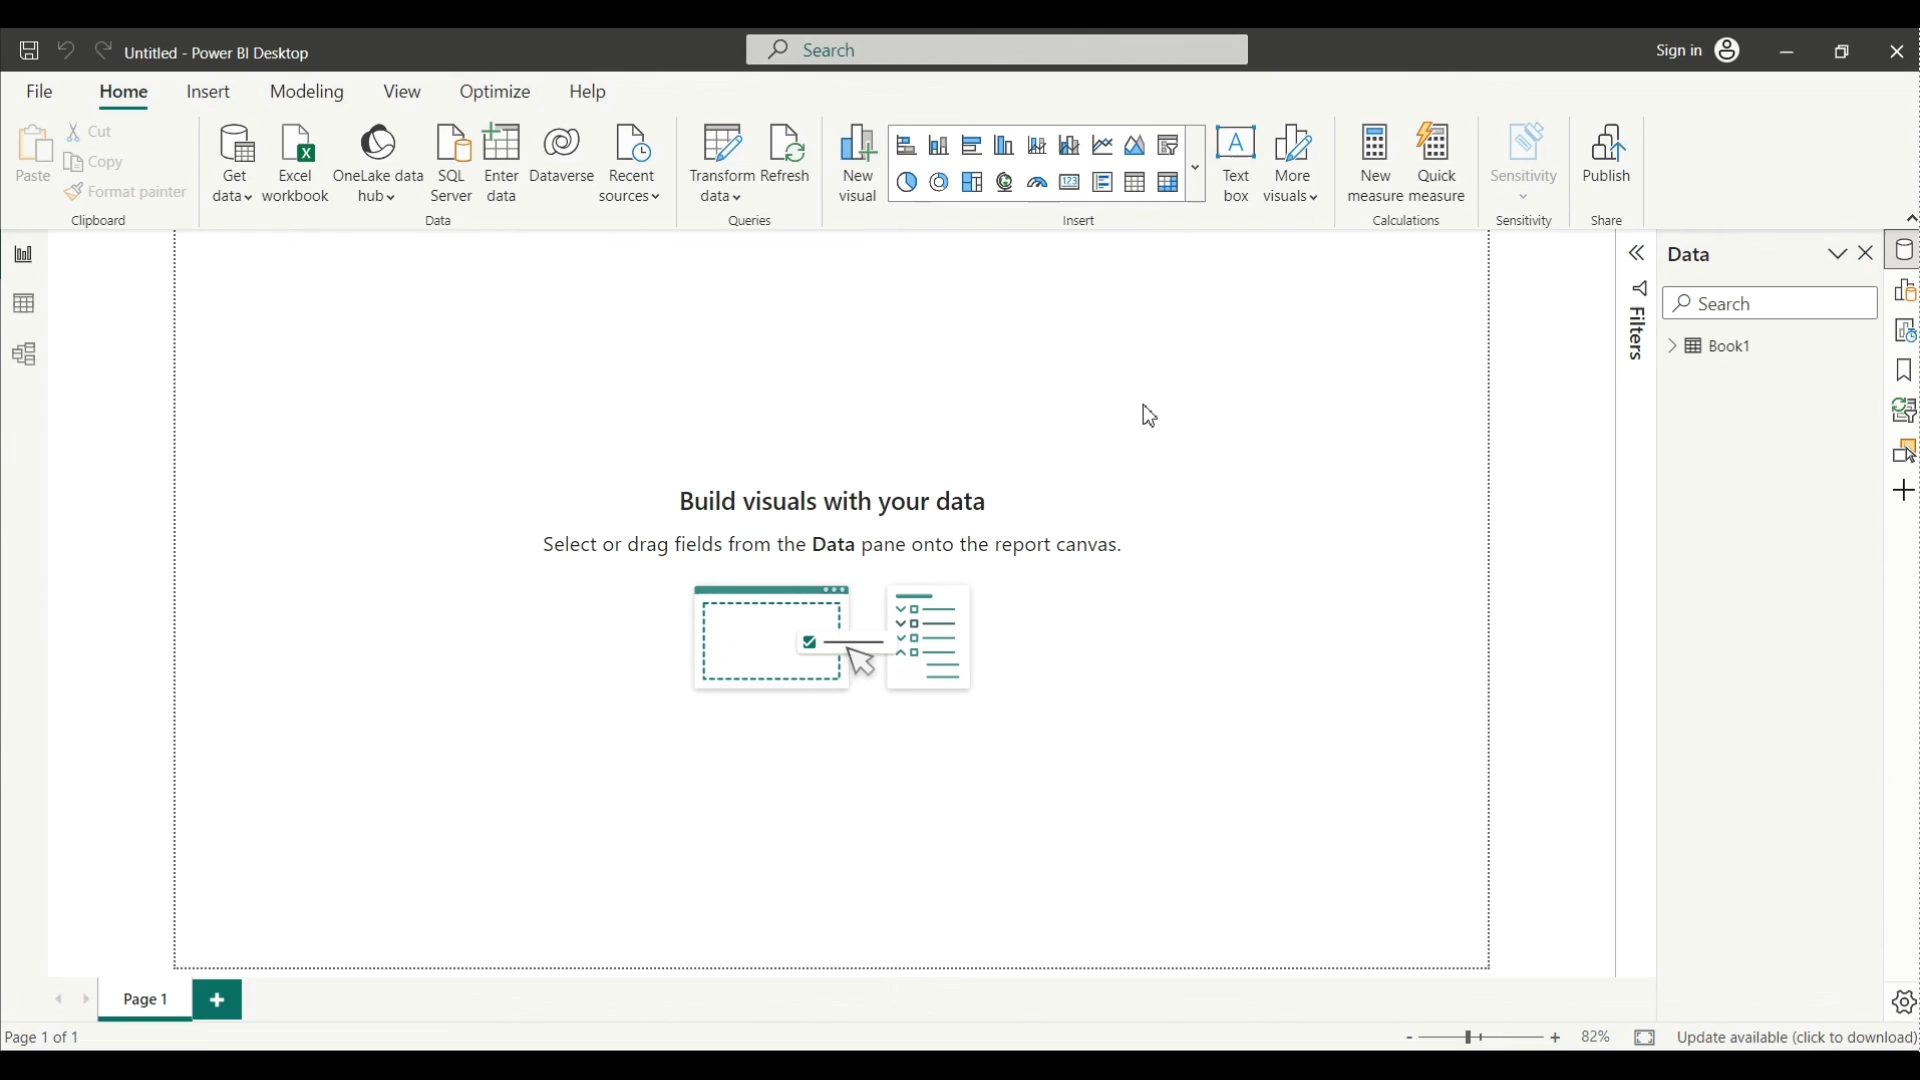 Untitled - Power BI Desktop
Search
Sign in
File Home Insert Modeling View Optimize Help
Paste
Cut
Copy
Format painter
Clipboard
Get data
Excel workbook
OneLake data hub
SQL Server
Enter data
Dataverse
Recent sources
Data
Transform data
Refresh
Queries
New visual
123
A
Text box
More visuals
Insert
New measure
Quick measure
Calculations
Sensitivity
Sensitivity
Publish
Share
Filters
Data
Search
Book1
Build visuals with your data
Select or drag fields from the Data pane onto the report canvas.
Page 1
Page 1 of 1
82%
Update available (click to download)